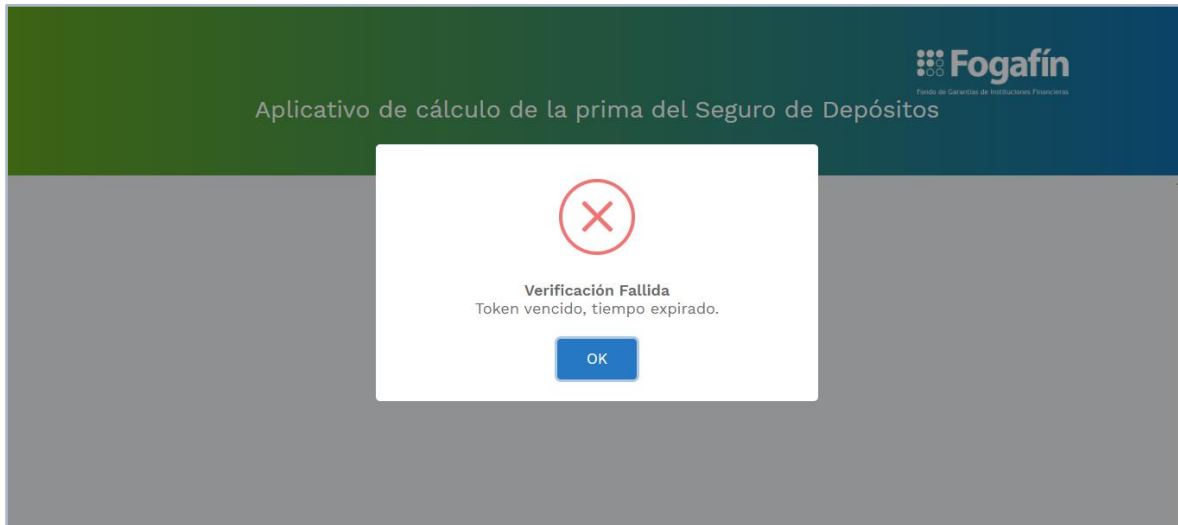 Fogafín
Fondo de Garantías de Instituciones Financieras
Aplicativo de cálculo de la prima del Seguro de Depósitos
Verificación Fallida
Token vencido, tiempo expirado.
OK